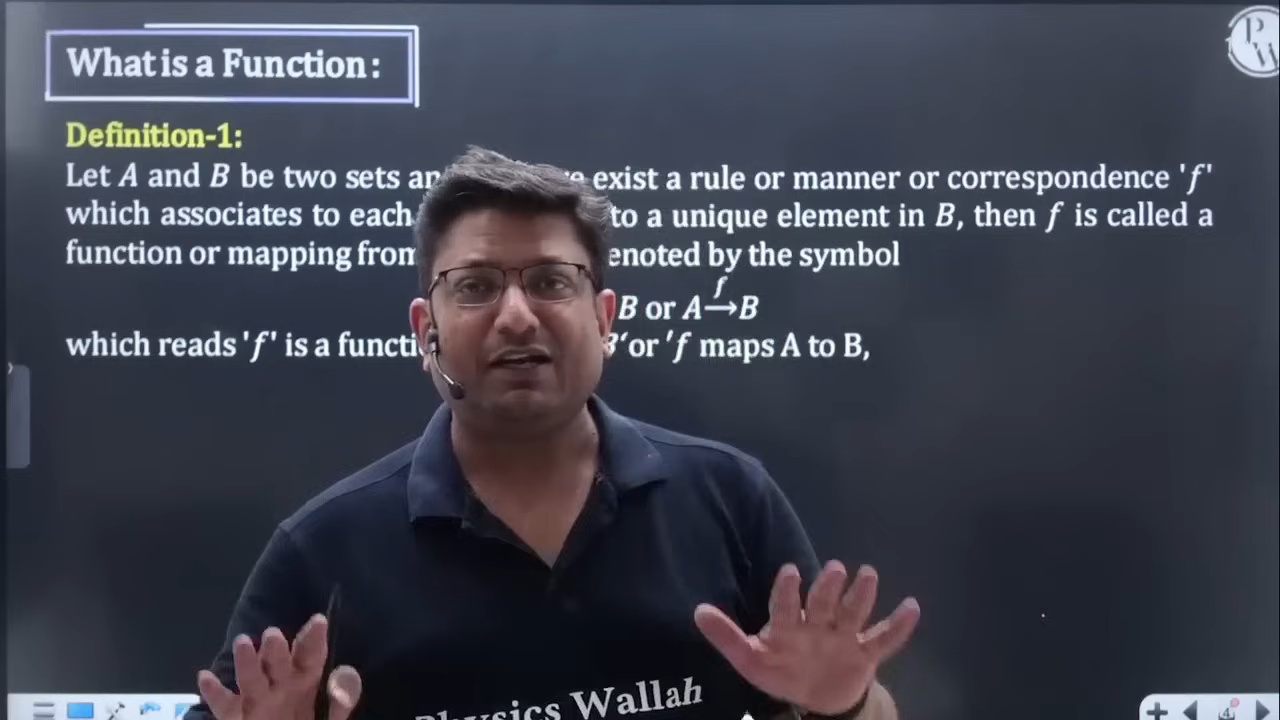 What is a Function:
Definition-1:
Let A and B be two sets an exist a rule or manner or correspondence 'f'
which associates to each to a unique element in B, then f is called a
function or mapping from enoted by the symbol
f
B or A→B
which reads 'f' is a functi B‘or ’f maps A to B,
Physics Wallah
P
W
4